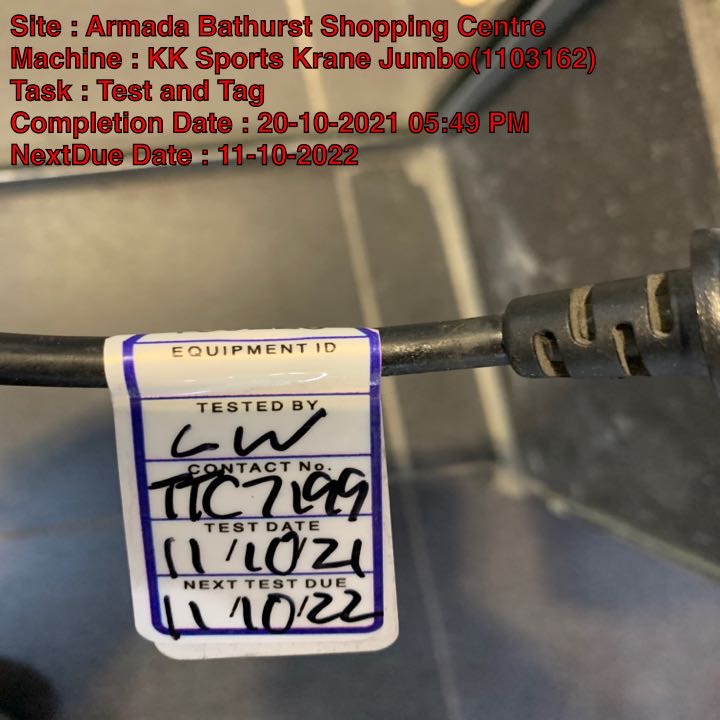 Site : Armada Bathurst Shopping Centre
Machine : KK Sports Krane Jumbo(1103162)
Task : Test and Tag
Completion Date : 20-10-2021 05:49 PM
NextDue Date : 11-10-2022
EQUIPMENT ID
TESTED BY
LW
CONTACT No.
TTC7199
TEST DATE
11/10/21
NEXT TEST DUE
11/10/22